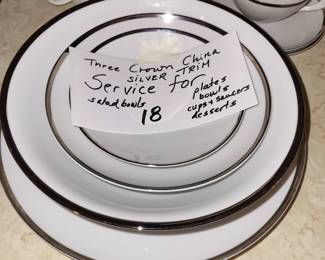 Three Crown China
SILVER TRIM
Service for
18
salad bowls
plates
bowls
cups & saucers
desserts